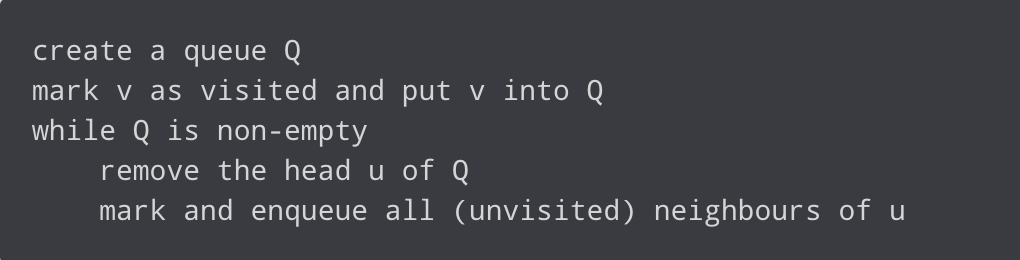 create a queue Q
mark v as visited and put v into Q
while Q is non-empty
    remove the head u of Q
    mark and enqueue all (unvisited) neighbours of u